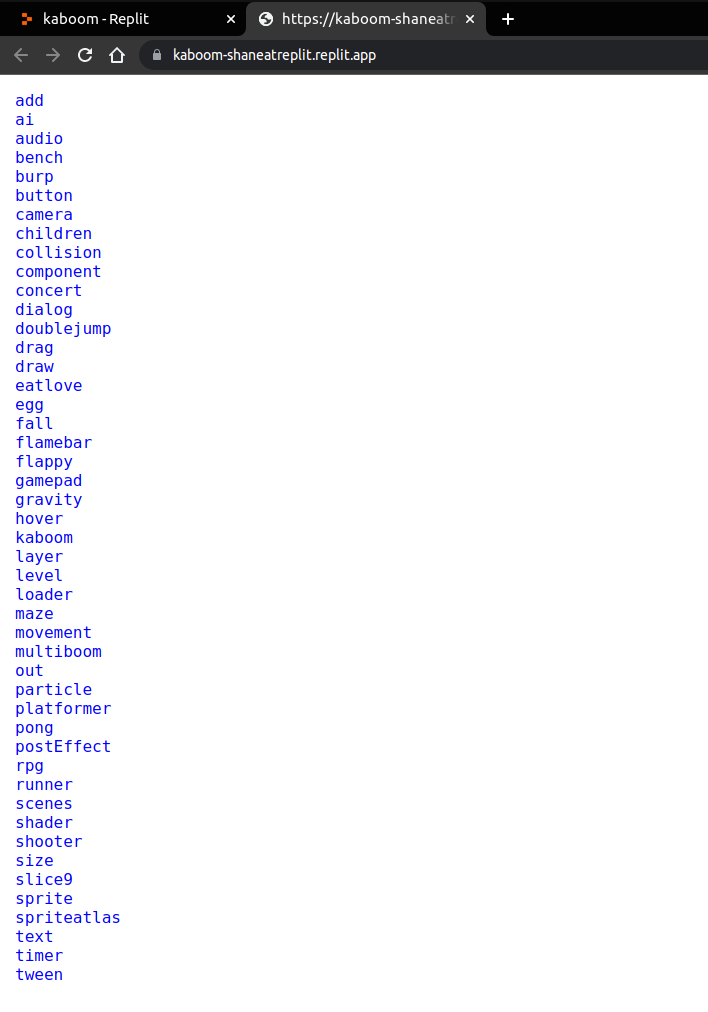 kaboom - Replit
https://kaboom-shaneatr
kaboom-shaneatreplit.replit.app
add
ai
audio
bench
burp
button
camera
children
collision
component
concert
dialog
doublejump
drag
draw
eatlove
egg
fall
flamebar
flappy
gamepad
gravity
hover
kaboom
layer
level
loader
maze
movement
multiboom
out
particle
platformer
pong
postEffect
rpg
runner
scenes
shader
shooter
size
slice9
sprite
spriteatlas
text
timer
tween